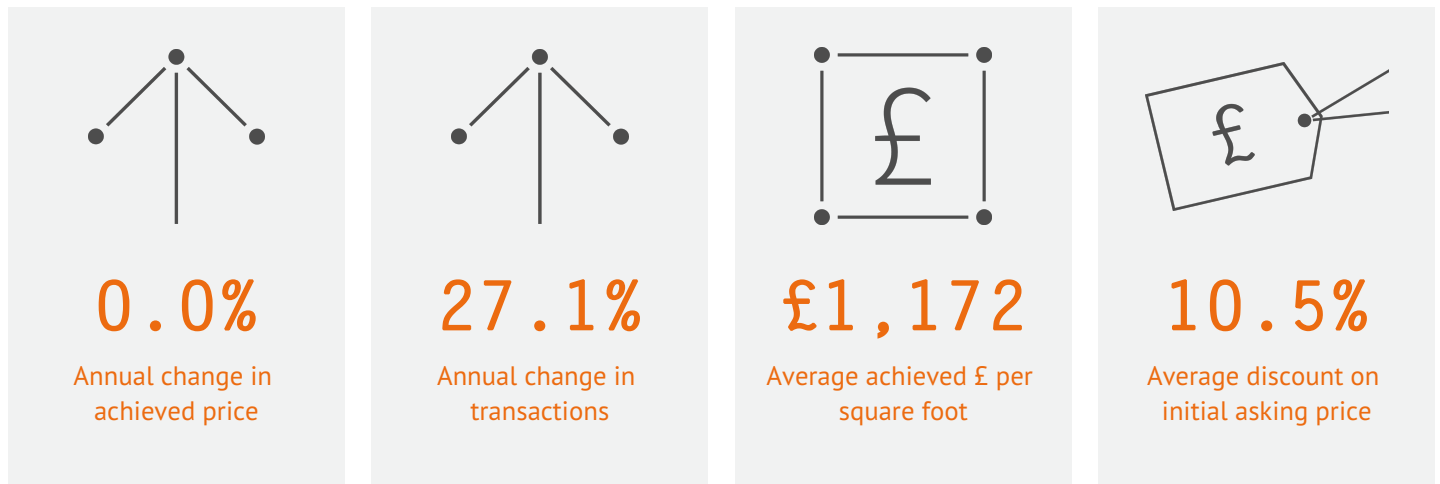 £
£
0.0%
27.1%
£1,172
10.5%
Annual change in
achieved price
Annual change in
transactions
Average achieved £ per
square foot
Average discount on
initial asking price